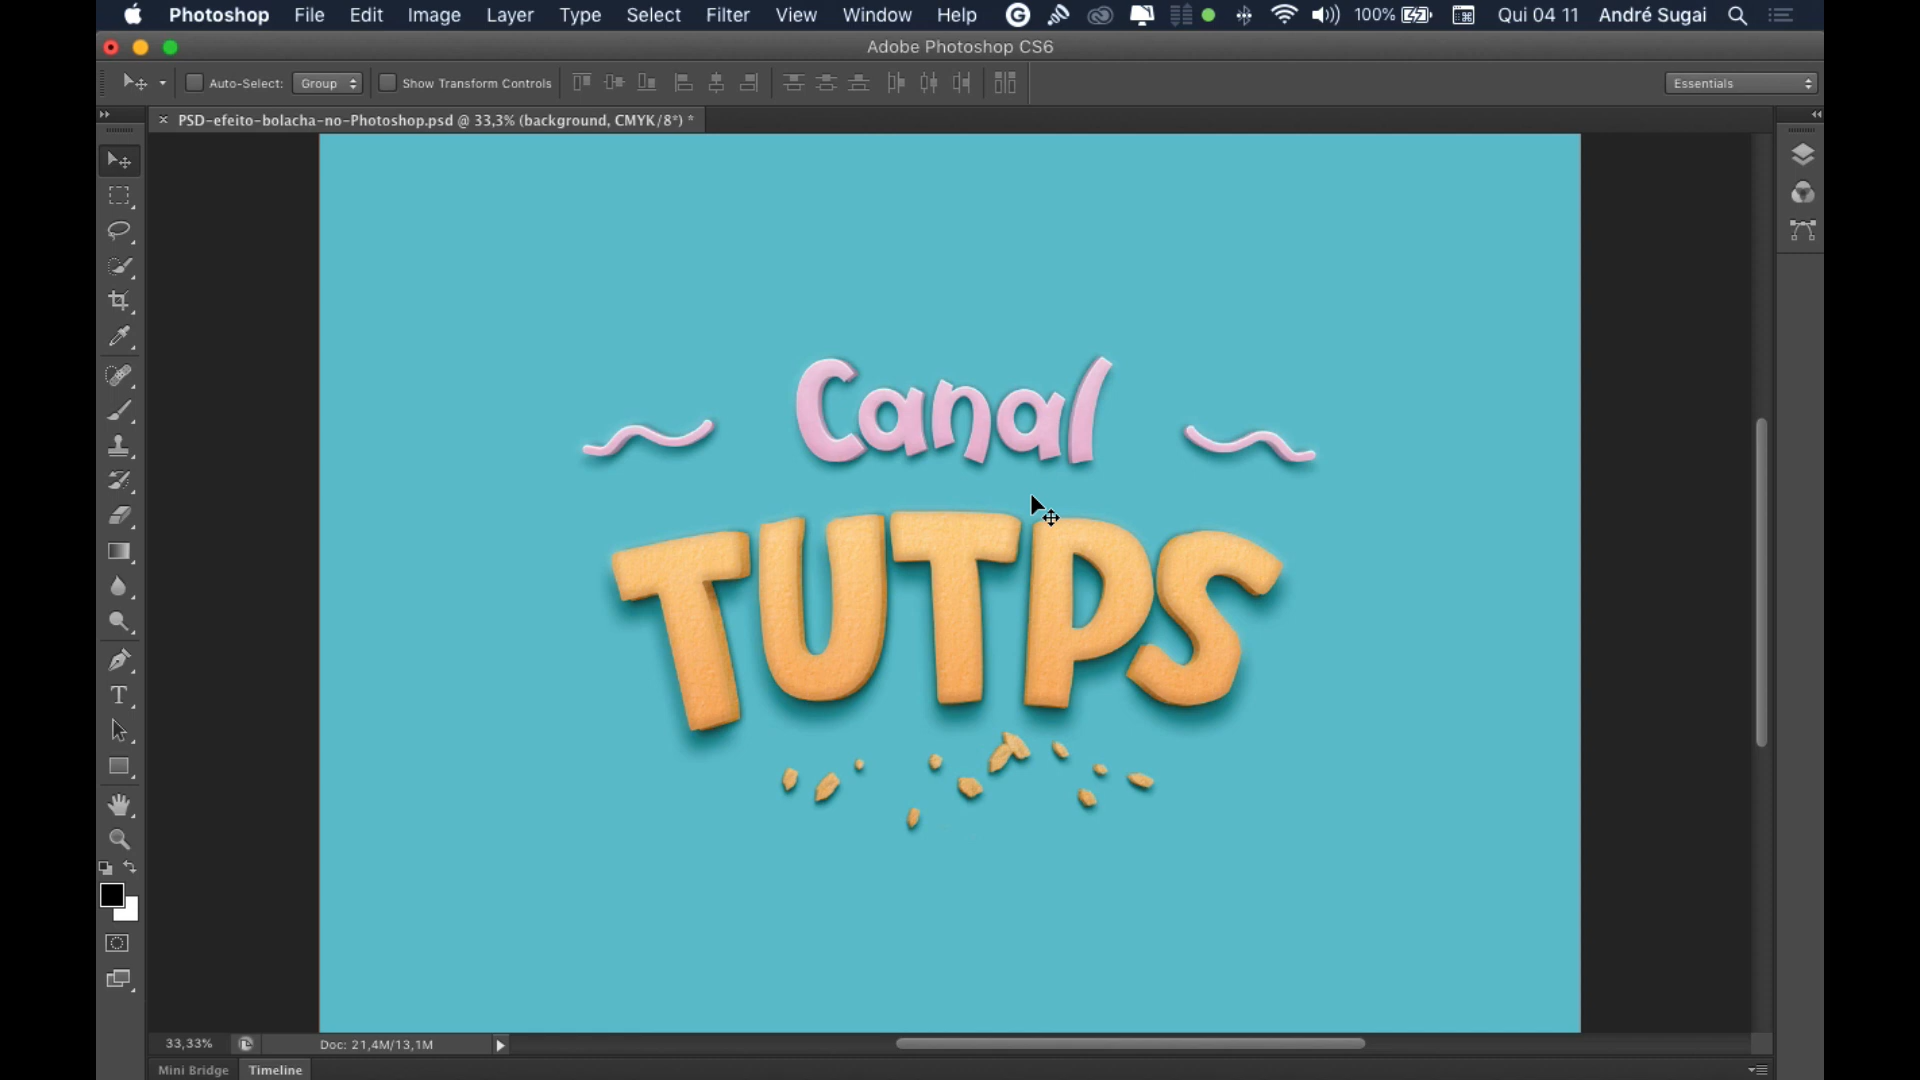 Photoshop File Edit Image Layer Type Select Filter View Window Help 100% Qui 04 11 André Sugai
Adobe Photoshop CS6
Auto-Select: Group Show Transform Controls Essentials
× PSD-efeito-bolacha-no-Photoshop.psd @ 33,3% (background, CMYK/8*) *
Canal
TUTPS
33,33% Doc: 21,4M/13,1M
Mini Bridge Timeline